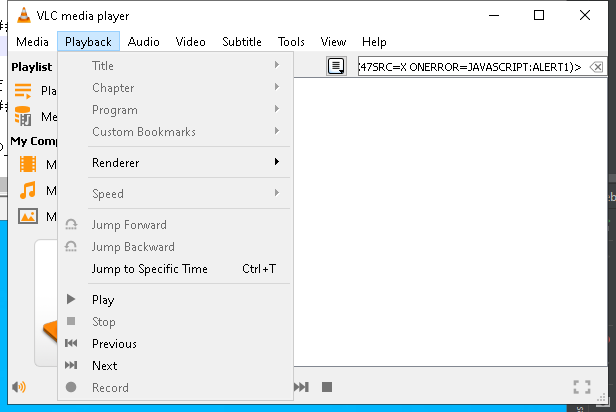 VLC media player
Media Playback Audio Video Subtitle Tools View Help
Playlist
Title
47SRC=X ONERROR=JAVASCRIPT:ALERT1)>
Pla
Chapter
Me
Program
Custom Bookmarks
My Comp
Renderer
M
M
Speed
M
Jump Forward
Jump Backward
Jump to Specific Time Ctrl+T
Play
Stop
Previous
Next
Record